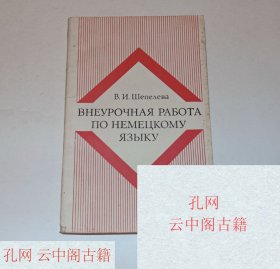 В. И. Шепелева
ВНЕУРОЧНАЯ РАБОТА
ПО НЕМЕЦКОМУ
ЯЗЫКУ
孔网
云中阁古籍
孔网
云中阁古籍